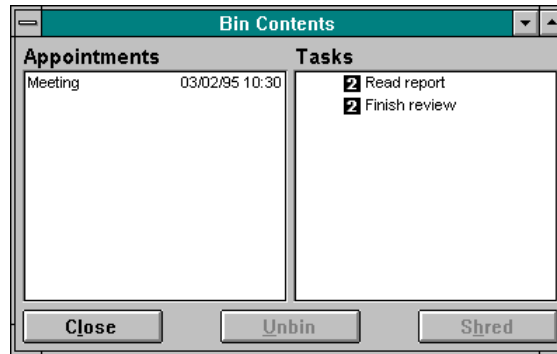 Bin Contents
Appointments
Tasks
Meeting 03/02/95 10:30
2 Read report
2 Finish review
Close
Unbin
Shred